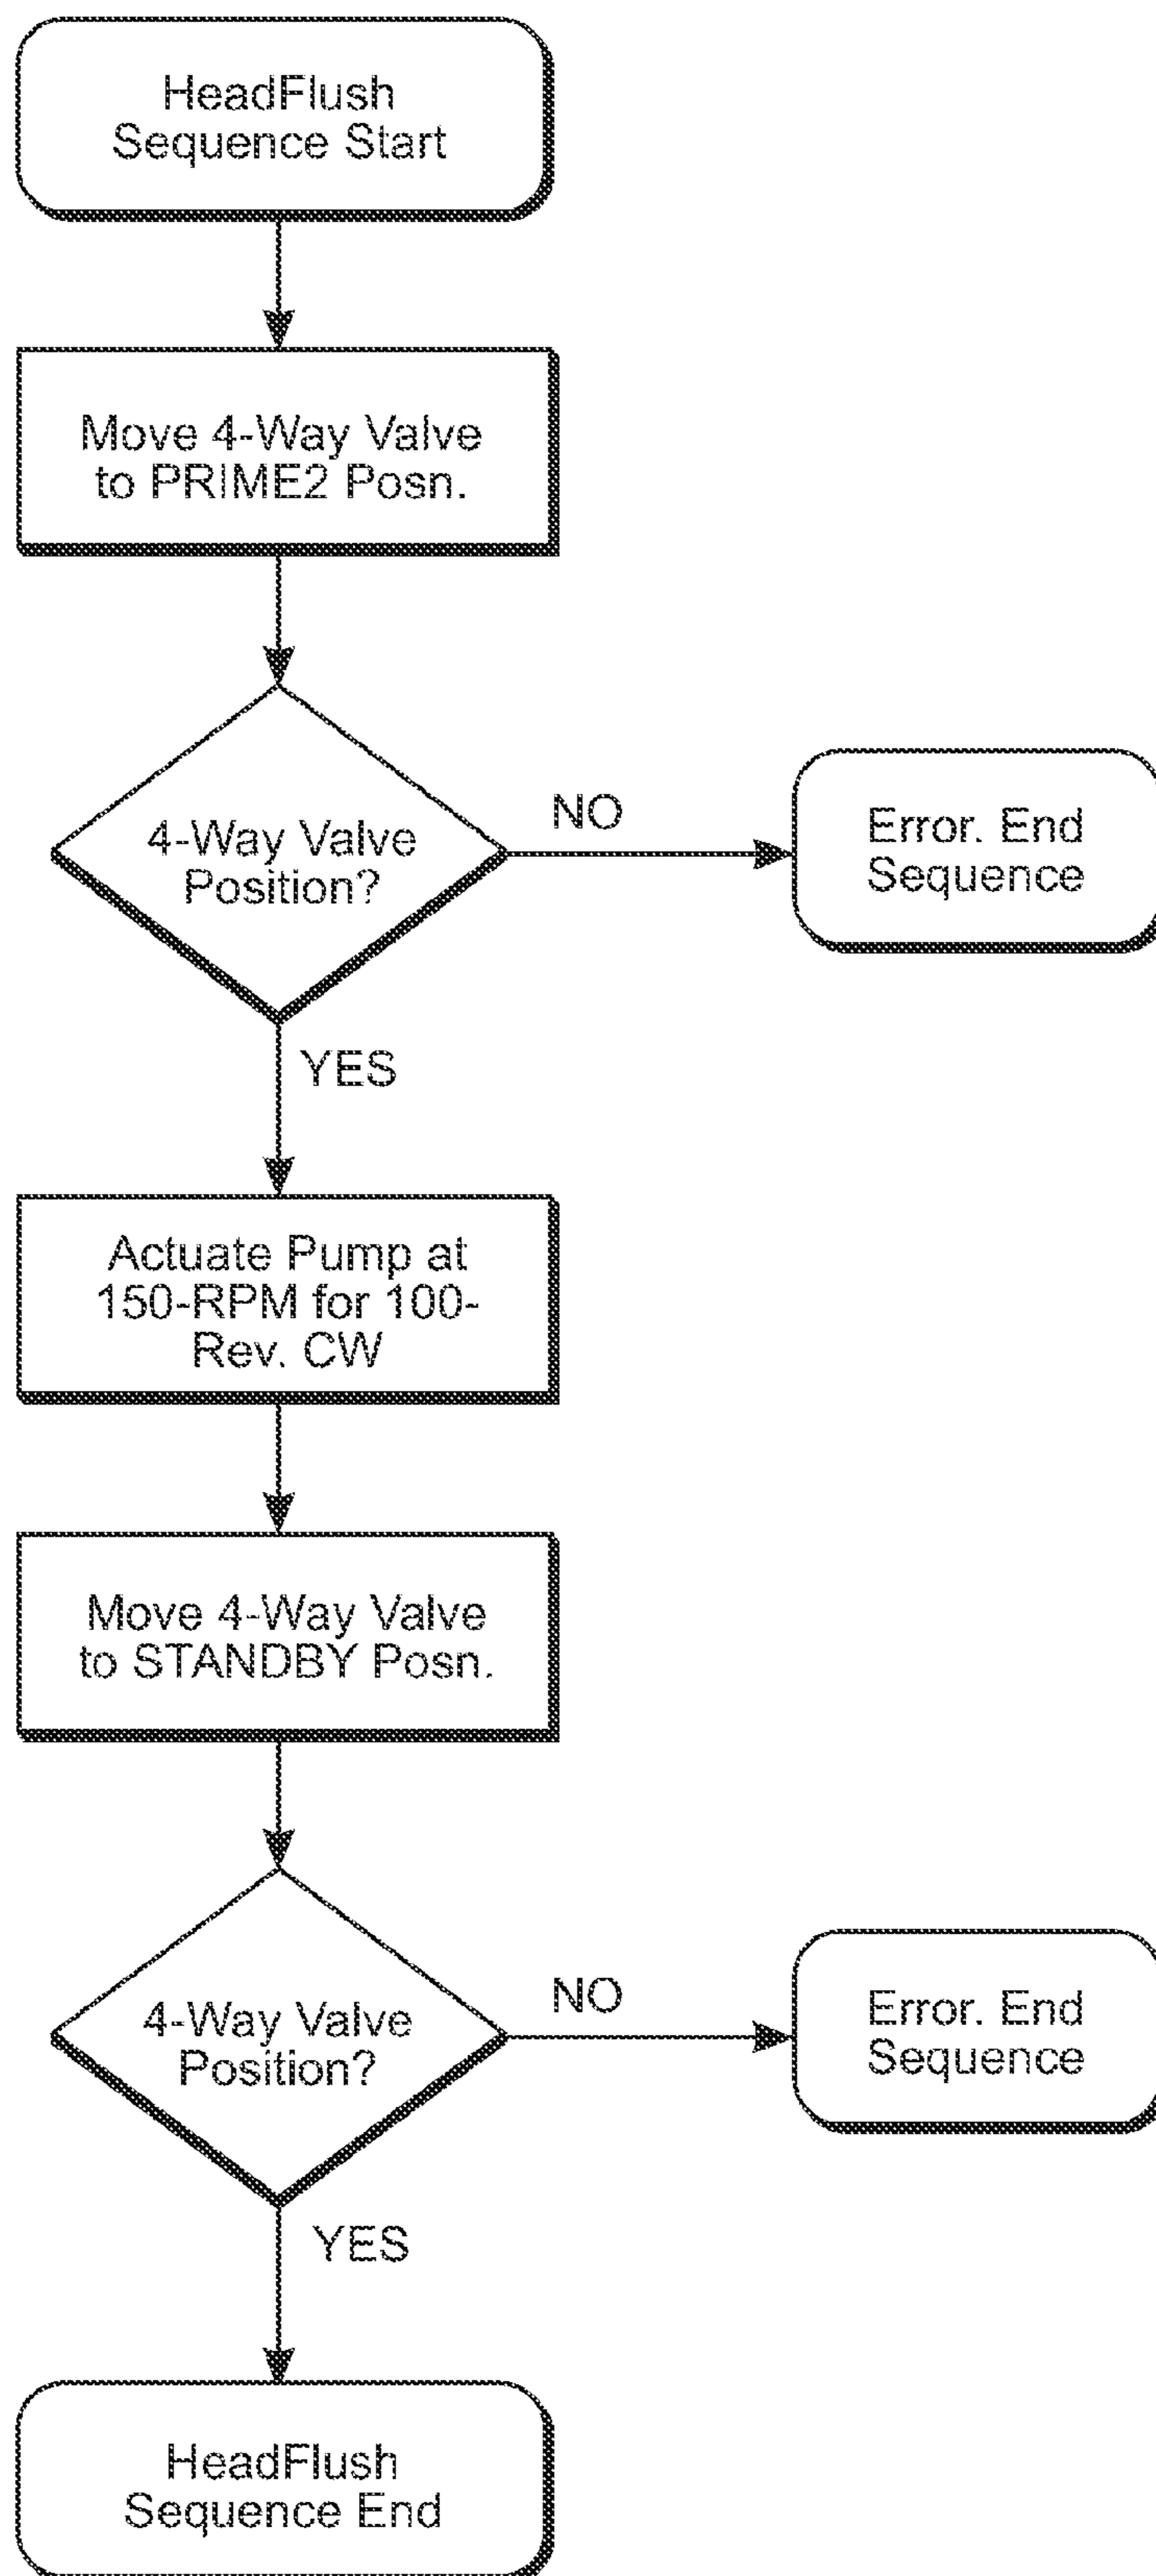 HeadFlush
Sequence Start
Move 4-Way Valve
to PRIME2 Posn.
4-Way Valve
Position?
NO
Error. End
Sequence
YES
Actuate Pump at
150-RPM for 100-
Rev. CW
Move 4-Way Valve
to STANDBY Posn.
4-Way Valve
Position?
NO
Error. End
Sequence
YES
HeadFlush
Sequence End